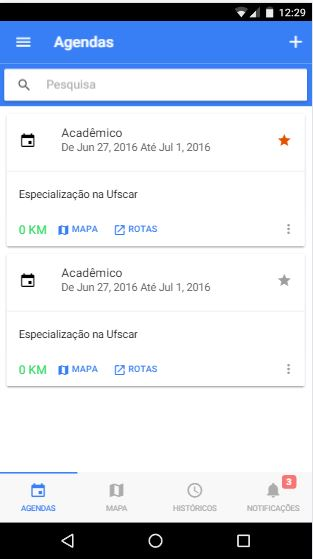 12:29
Agendas
Pesquisa
Acadêmico
De Jun 27, 2016 Até Jul 1, 2016
Especialização na Ufscar
0 KM MAPA ROTAS
Acadêmico
De Jun 27, 2016 Até Jul 1, 2016
Especialização na Ufscar
0 KM MAPA ROTAS
3
AGENDAS MAPA HISTÓRICOS NOTIFICAÇÕES